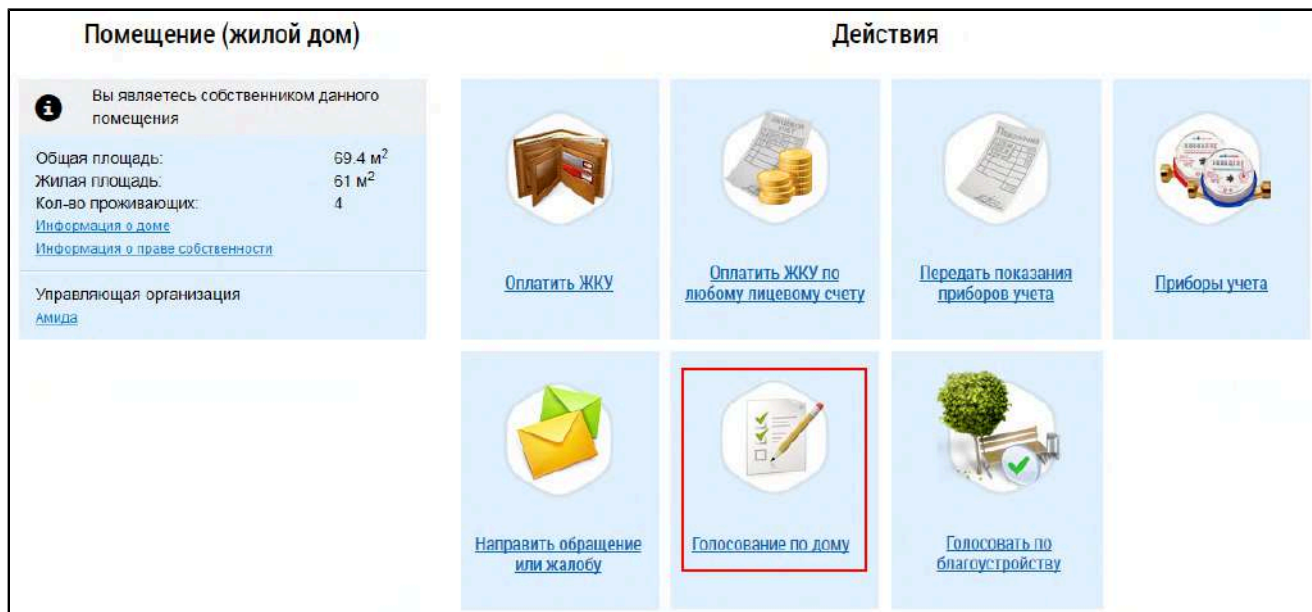 Помещение (жилой дом)
Действия
Вы являетесь собственником данного
помещения
Общая площадь: 69.4 м²
Жилая площадь: 61 м²
Кол-во проживающих: 4
Информация о доме
Информация о праве собственности
Управляющая организация
Амида
Оплатить ЖКУ
Оплатить ЖКУ по
любому лицевому счету
Передать показания
приборов учета
Приборы учета
Направить обращение
или жалобу
Голосование по дому
Голосовать по
благоустройству